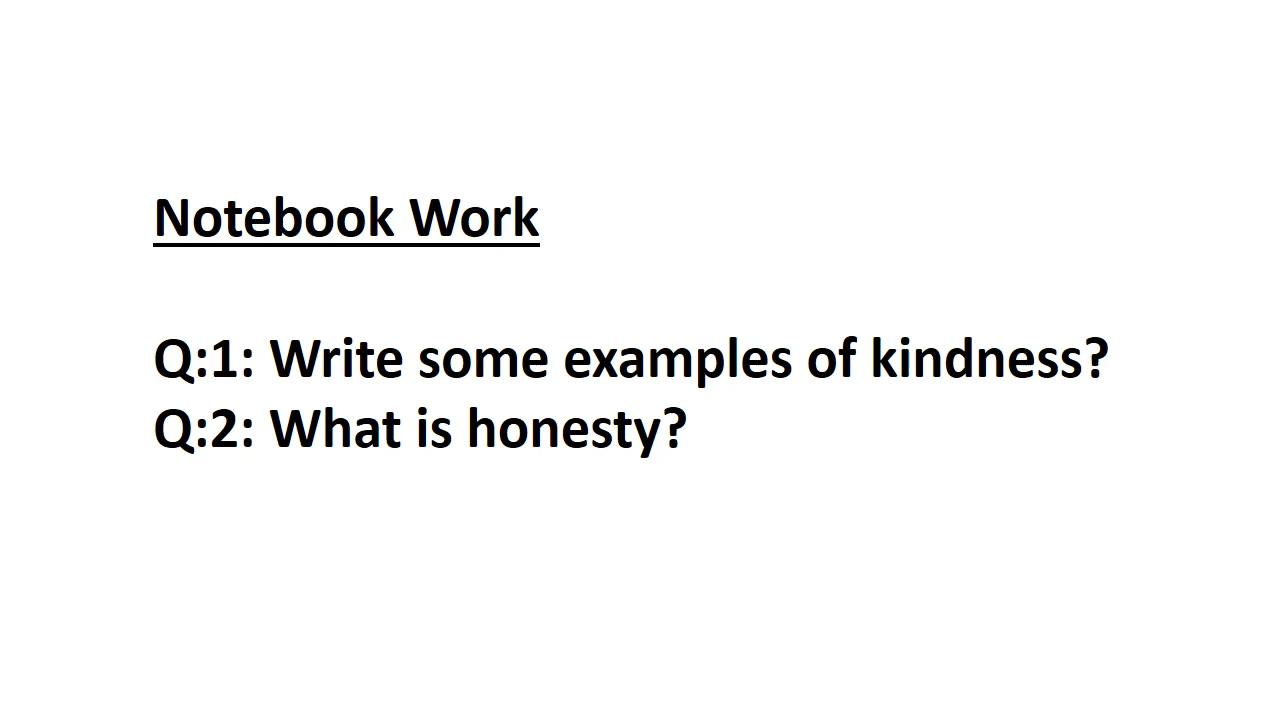 Notebook Work
Q:1: Write some examples of kindness?
Q:2: What is honesty?